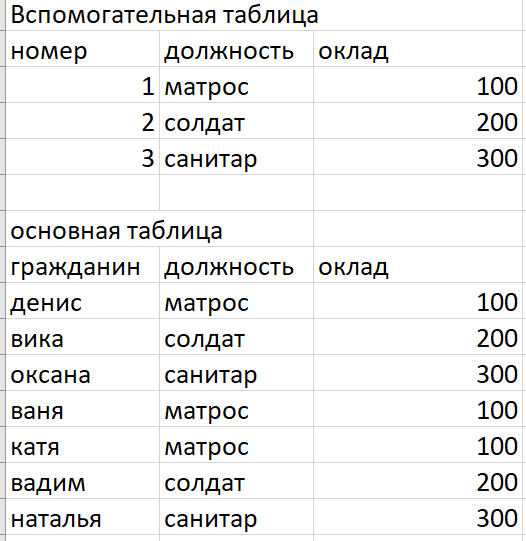 Вспомогательная таблица
номер должность оклад
1 матрос 100
2 солдат 200
3 санитар 300
основная таблица
гражданин должность оклад
денис матрос 100
вика солдат 200
оксана санитар 300
ваня матрос 100
катя матрос 100
вадим солдат 200
наталья санитар 300